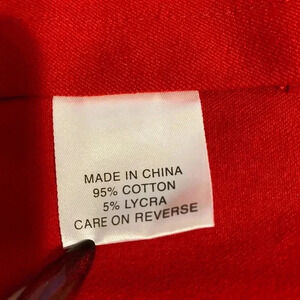 MADE IN CHINA
95% COTTON
5% LYCRA
CARE ON REVERSE